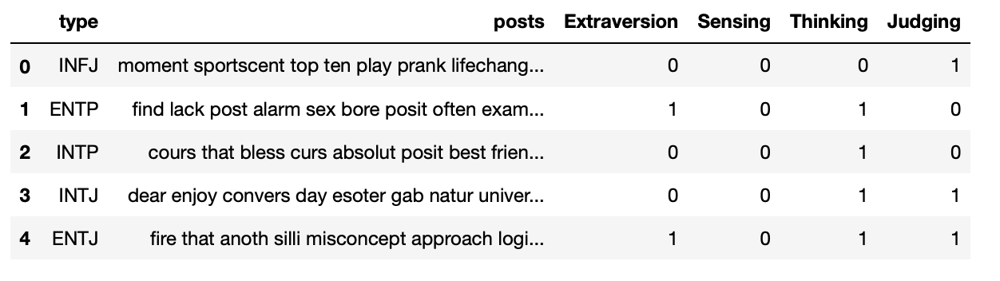 type posts Extraversion Sensing Thinking Judging
0 INFJ moment sportscent top ten play prank lifechang... 0 0 0 1
1 ENTP find lack post alarm sex bore posit often exam... 1 0 1 0
2 INTP cours that bless curs absolut posit best frien... 0 0 1 0
3 INTJ dear enjoy convers day esoter gab natur univer... 0 0 1 1
4 ENTJ fire that anoth silli misconcept approach logi... 1 0 1 1